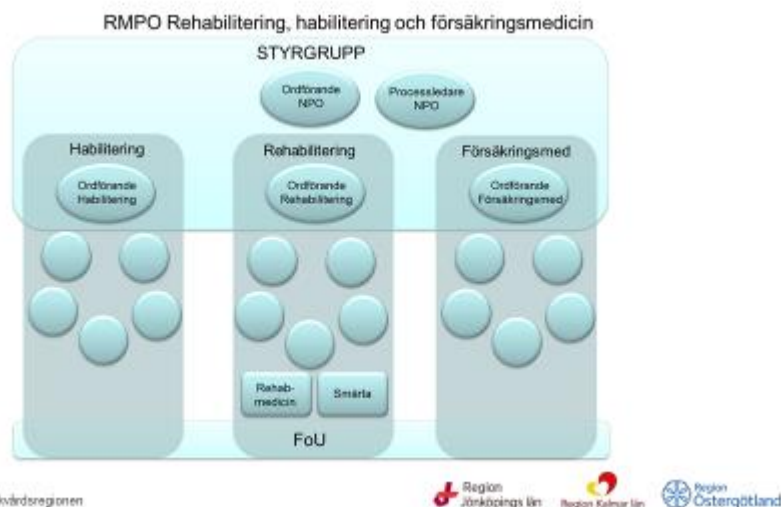 RMPO Rehabilitering, habilitering och försäkringsmedicin
STYRGRUPP
Ordförande
NPO
Processledare
NPO
Habilitering
Rehabilitering
Försäkringsmed
Ordförande
Habilitering
Ordförande
Rehabilitering
Ordförande
Försäkringsmed
Rehab-
medicin
Smärta
FoU
Region
Jönköpings län
Region Kalmar län
Region
Östergötland